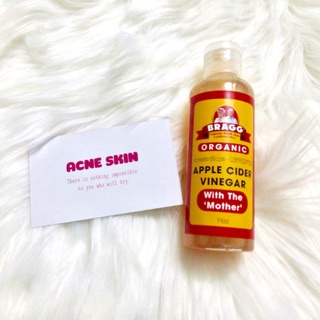 ACNE SKIN
There is nothing impossible
to you who will try
BRAGG
ORGANIC
APPLE CIDER
VINEGAR
With The
'Mother'